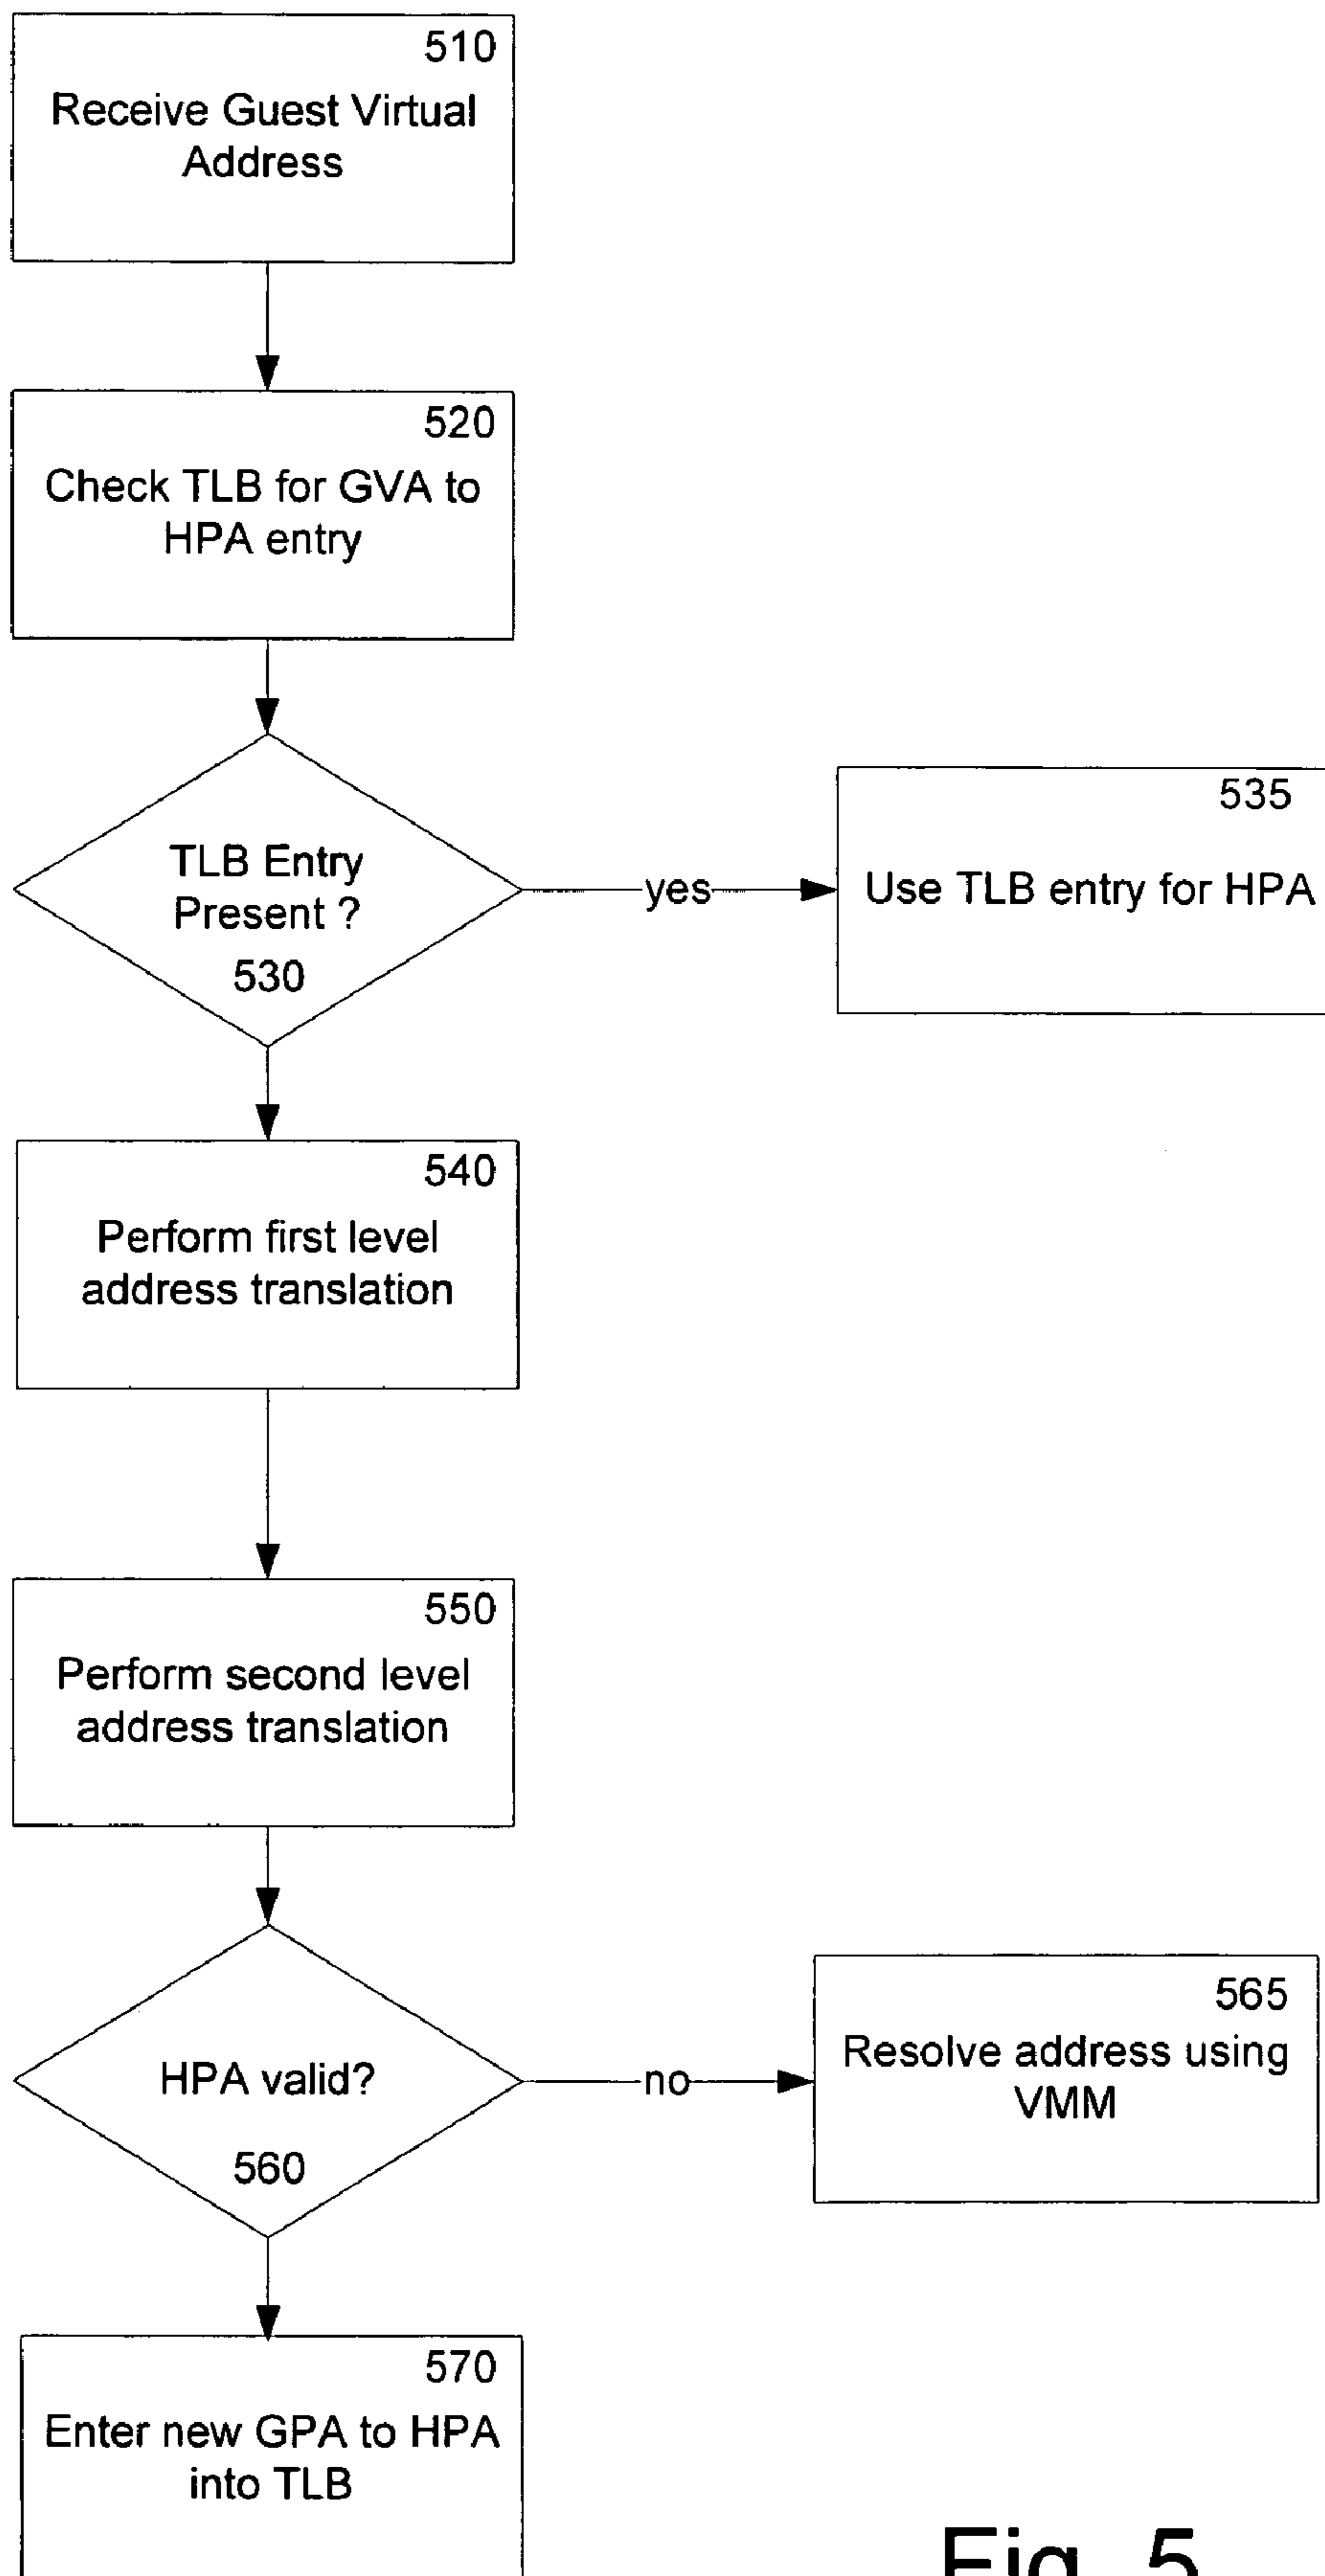 510
Receive Guest Virtual
Address
520
Check TLB for GVA to
HPA entry
TLB Entry
Present ?
530
yes
535
Use TLB entry for HPA
540
Perform first level
address translation
550
Perform second level
address translation
HPA valid?
560
no
565
Resolve address using
VMM
570
Enter new GPA to HPA
into TLB
Fig. 5